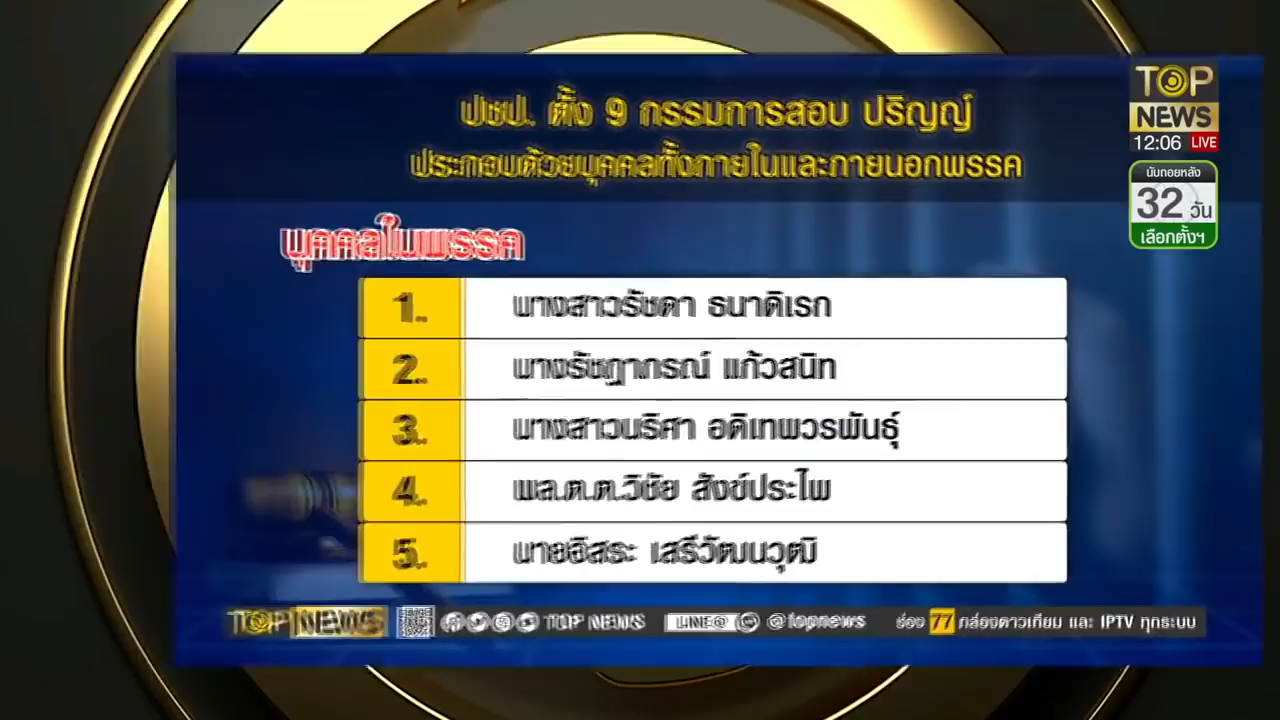 ปชป. ตั้ง 9 กรรมการสอบ ปริญญ์
ประกอบด้วยบุคคลทั้งภายในและภายนอกพรรค
TOP
NEWS
12:06 LIVE
นับถอยหลัง
32 วัน
เลือกตั้งฯ
บุคคลในพรรค
1. นางสาวรัชดา ธนาดิเรก
2. นางรัชฎาภรณ์ แก้วสนิท
3. นางสาวนริศา อดิเทพวรพันธุ์
4. พล.ต.ต.วิชัย สังข์ประไพ
5. นายอิสระ เสรีวัฒนวุฒิ
TOP NEWS TOP NEWS LINE@ @topnews ช่อง 77 กล่องดาวเทียม และ IPTV ทุกระบบ